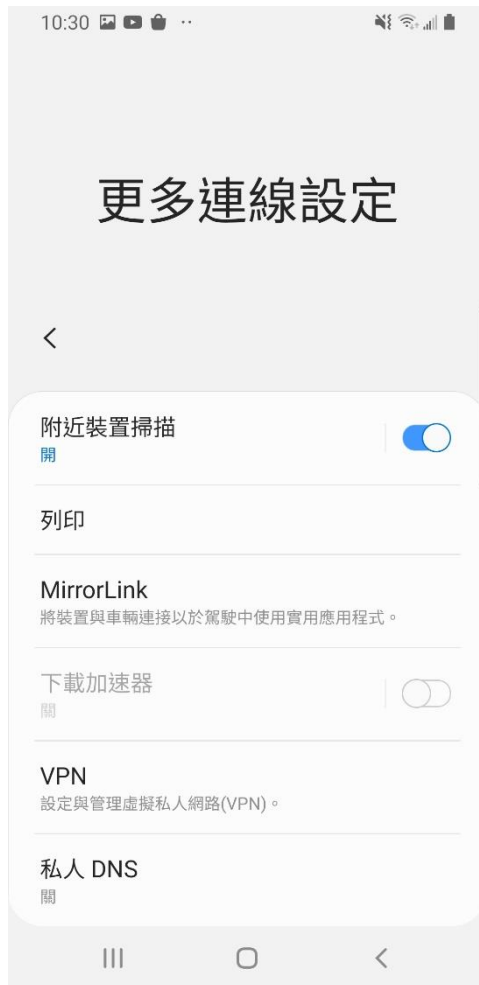 10:30
更多連線設定
附近裝置掃描
開
列印
MirrorLink
將裝置與車輛連接以於駕駛中使用實用應用程式。
下載加速器
關
VPN
設定與管理虛擬私人網路(VPN)。
私人 DNS
關